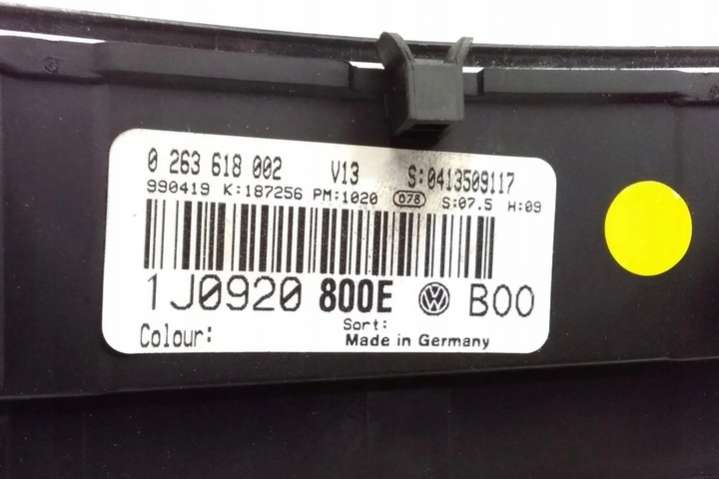 0 263 618 002 V13 S:0413509117
990419 K:187256 PM:1020 078 S:07.5 H:09
1J0920 800E VW B00
Sort:
Colour: Made in Germany